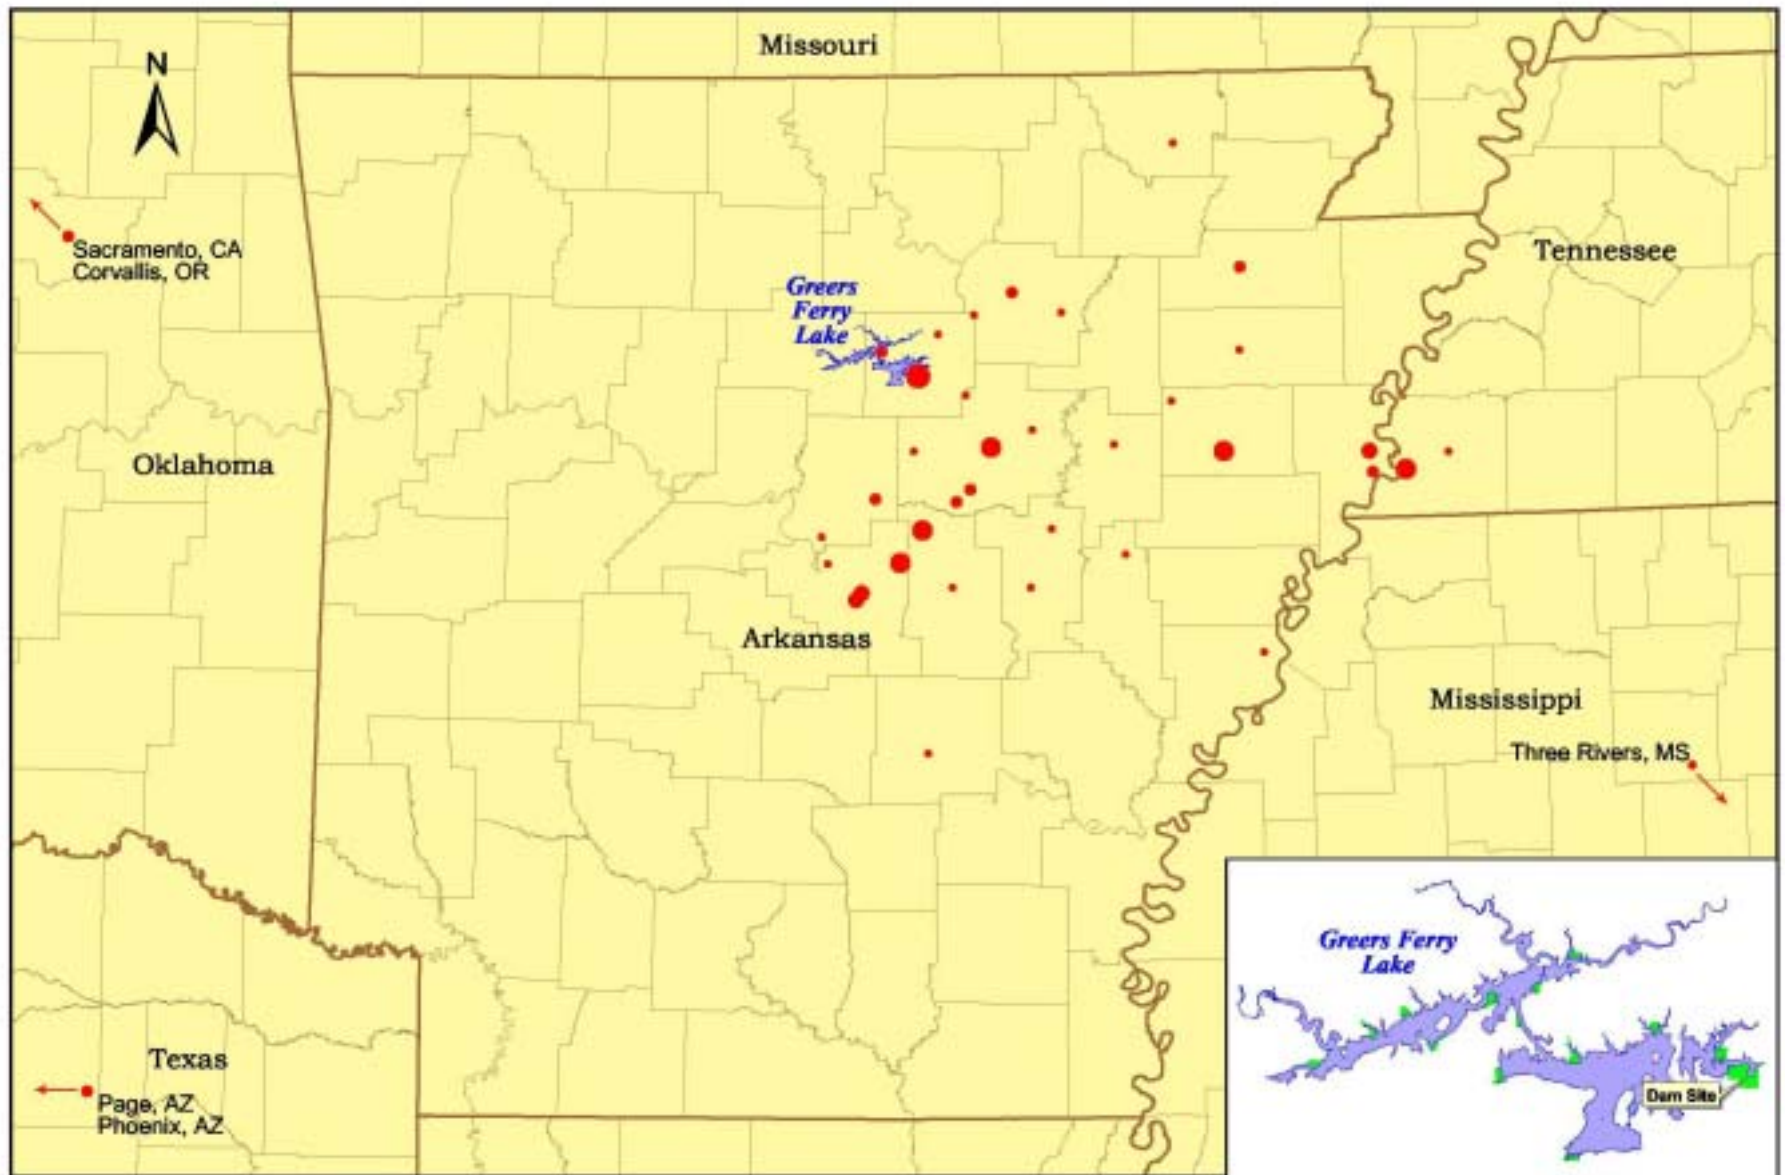 Missouri
N
Sacramento, CA
Corvallis, OR
Tennessee
Greers
Ferry
Lake
Oklahoma
Arkansas
Mississippi
Three Rivers, MS
Greers Ferry
Lake
Texas
Dam Site
Page, AZ
Phoenix, AZ